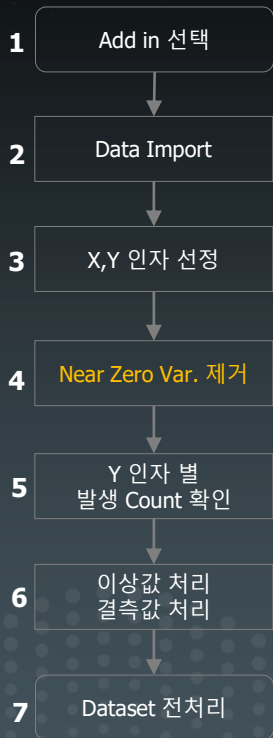 1 Add in 선택
2 Data Import
3 X,Y 인자 선정
4 Near Zero Var. 제거
5 Y 인자 별
발생 Count 확인
6 이상값 처리
결측값 처리
7 Dataset 전처리